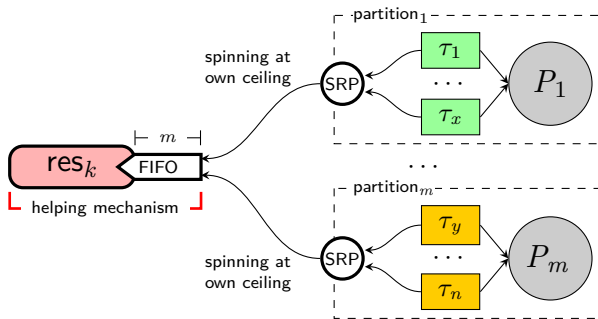 partition₁
spinning at
own ceiling
SRP
τ₁
. . .
τₓ
P₁
m
resₖ
FIFO
. . .
helping mechanism
partitionₘ
spinning at
own ceiling
SRP
τ_y
. . .
τₙ
Pₘ